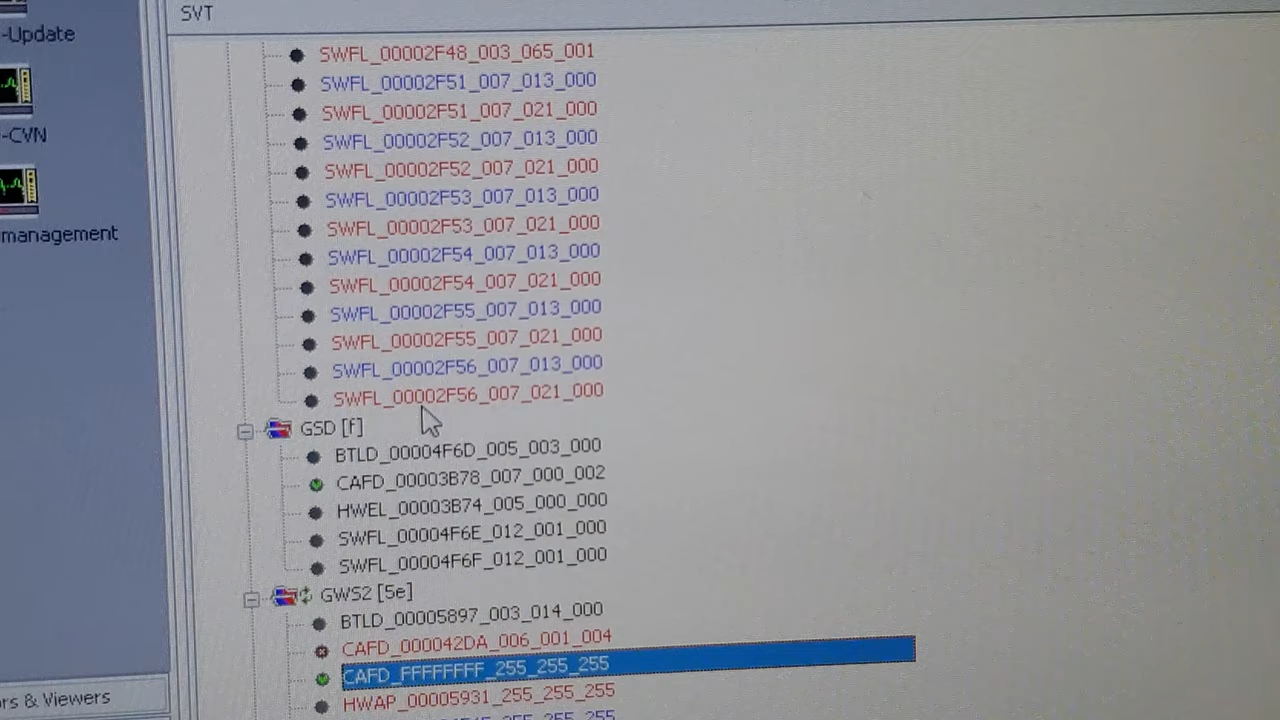 SVT
-Update
SWFL_00002F48_003_065_001
SWFL_00002F51_007_013_000
SWFL_00002F51_007_021_000
-CVN
SWFL_00002F52_007_013_000
SWFL_00002F52_007_021_000
SWFL_00002F53_007_013_000
management
SWFL_00002F53_007_021_000
SWFL_00002F54_007_013_000
SWFL_00002F54_007_021_000
SWFL_00002F55_007_013_000
SWFL_00002F55_007_021_000
SWFL_00002F56_007_013_000
SWFL_00002F56_007_021_000
GSD [f]
BTLD_00004F6D_005_003_000
CAFD_00003B78_007_000_002
HWEL_00003B74_005_000_000
SWFL_00004F6E_012_001_000
SWFL_00004F6F_012_001_000
GWS2 [5e]
BTLD_00005897_003_014_000
CAFD_000042DA_006_001_004
CAFD_FFFFFFFF_255_255_255
rs & Viewers
HWAP_00005931_255_255_255
255_255_255